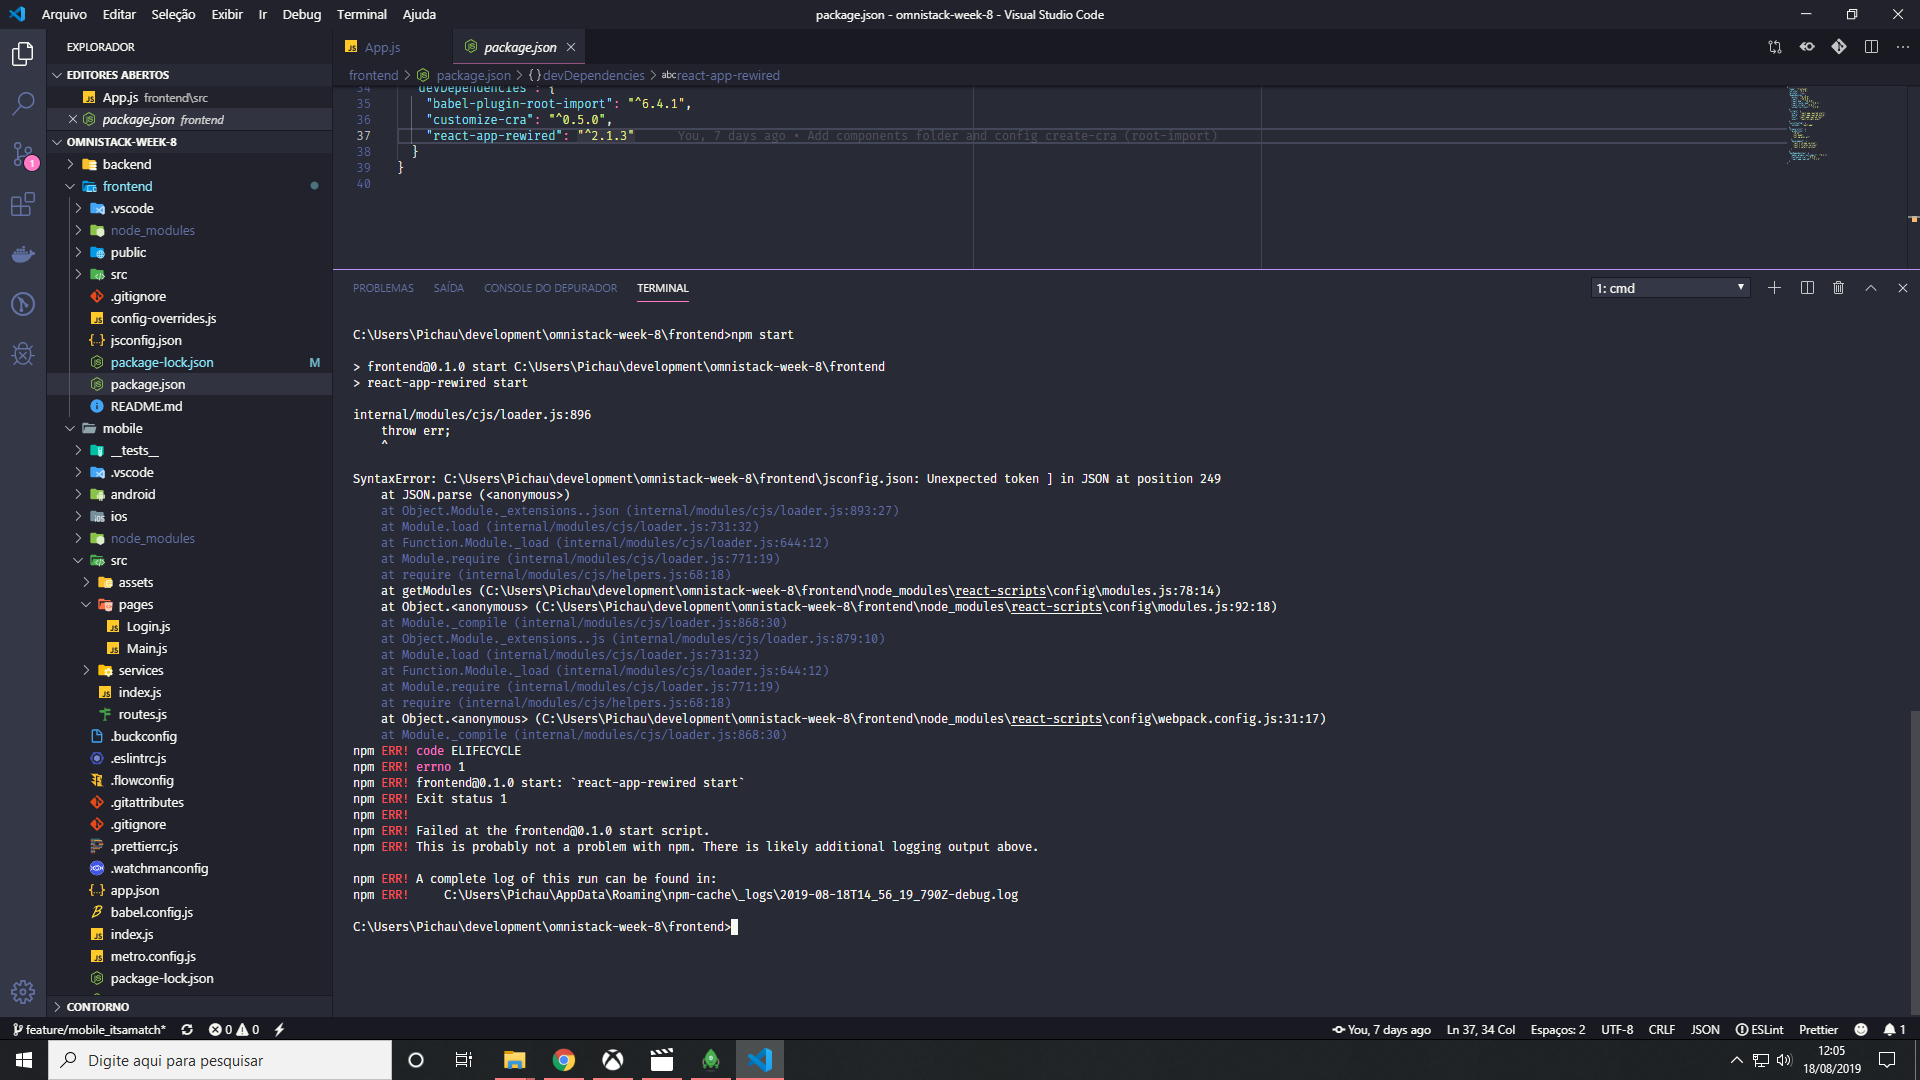 Arquivo Editar Seleção Exibir Ir Debug Terminal Ajuda
package.json - omnistack-week-8 - Visual Studio Code
EXPLORADOR
EDITORES ABERTOS
App.js frontend\src
package.json frontend
OMNISTACK-WEEK-8
backend
frontend
.vscode
node_modules
public
src
.gitignore
config-overrides.js
jsconfig.json
package-lock.json M
package.json
README.md
mobile
__tests__
.vscode
android
ios
node_modules
src
assets
pages
Login.js
Main.js
services
index.js
routes.js
.buckconfig
.eslintrc.js
.flowconfig
.gitattributes
.gitignore
.prettierrc.js
.watchmanconfig
app.json
babel.config.js
index.js
metro.config.js
package-lock.json
CONTORNO
App.js
package.json
frontend > package.json > {} devDependencies > abc react-app-rewired
34 "devDependencies": {
35 "babel-plugin-root-import": "^6.4.1",
36 "customize-cra": "^0.5.0",
37 "react-app-rewired": "^2.1.3" You, 7 days ago • Add components folder and config create-cra (root-import)
38 }
39 }
40
PROBLEMAS SAÍDA CONSOLE DO DEPURADOR TERMINAL
1: cmd
C:\Users\Pichau\development\omnistack-week-8\frontend>npm start
> frontend@0.1.0 start C:\Users\Pichau\development\omnistack-week-8\frontend
> react-app-rewired start
internal/modules/cjs/loader.js:896
throw err;
^
SyntaxError: C:\Users\Pichau\development\omnistack-week-8\frontend\jsconfig.json: Unexpected token ] in JSON at position 249
at JSON.parse (<anonymous>)
at Object.Module._extensions..json (internal/modules/cjs/loader.js:893:27)
at Module.load (internal/modules/cjs/loader.js:731:32)
at Function.Module._load (internal/modules/cjs/loader.js:644:12)
at Module.require (internal/modules/cjs/loader.js:771:19)
at require (internal/modules/cjs/helpers.js:68:18)
at getModules (C:\Users\Pichau\development\omnistack-week-8\frontend\node_modules\react-scripts\config\modules.js:78:14)
at Object.<anonymous> (C:\Users\Pichau\development\omnistack-week-8\frontend\node_modules\react-scripts\config\modules.js:92:18)
at Module._compile (internal/modules/cjs/loader.js:868:30)
at Object.Module._extensions..js (internal/modules/cjs/loader.js:879:10)
at Module.load (internal/modules/cjs/loader.js:731:32)
at Function.Module._load (internal/modules/cjs/loader.js:644:12)
at Module.require (internal/modules/cjs/loader.js:771:19)
at require (internal/modules/cjs/helpers.js:68:18)
at Object.<anonymous> (C:\Users\Pichau\development\omnistack-week-8\frontend\node_modules\react-scripts\config\webpack.config.js:31:17)
at Module._compile (internal/modules/cjs/loader.js:868:30)
npm ERR! code ELIFECYCLE
npm ERR! errno 1
npm ERR! frontend@0.1.0 start: `react-app-rewired start`
npm ERR! Exit status 1
npm ERR!
npm ERR! Failed at the frontend@0.1.0 start script.
npm ERR! This is probably not a problem with npm. There is likely additional logging output above.
npm ERR! A complete log of this run can be found in:
npm ERR! C:\Users\Pichau\AppData\Roaming\npm-cache\_logs\2019-08-18T14_56_19_790Z-debug.log
C:\Users\Pichau\development\omnistack-week-8\frontend>
1
feature/mobile_itsamatch* 0 0
You, 7 days ago Ln 37, 34 Col Espaços: 2 UTF-8 CRLF JSON ESLint Prettier 1
Digite aqui para pesquisar
12:05
18/08/2019